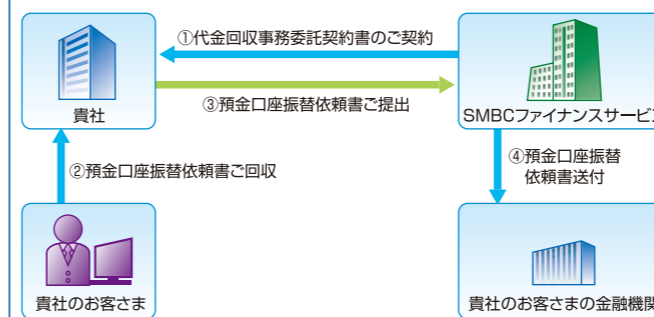 ①代金回収事務委託契約書のご契約
貴社
③預金口座振替依頼書ご提出
SMBCファイナンスサービ
②預金口座振替依頼書ご回収
④預金口座振替
依頼書送付
貴社のお客さま
貴社のお客さまの金融機関